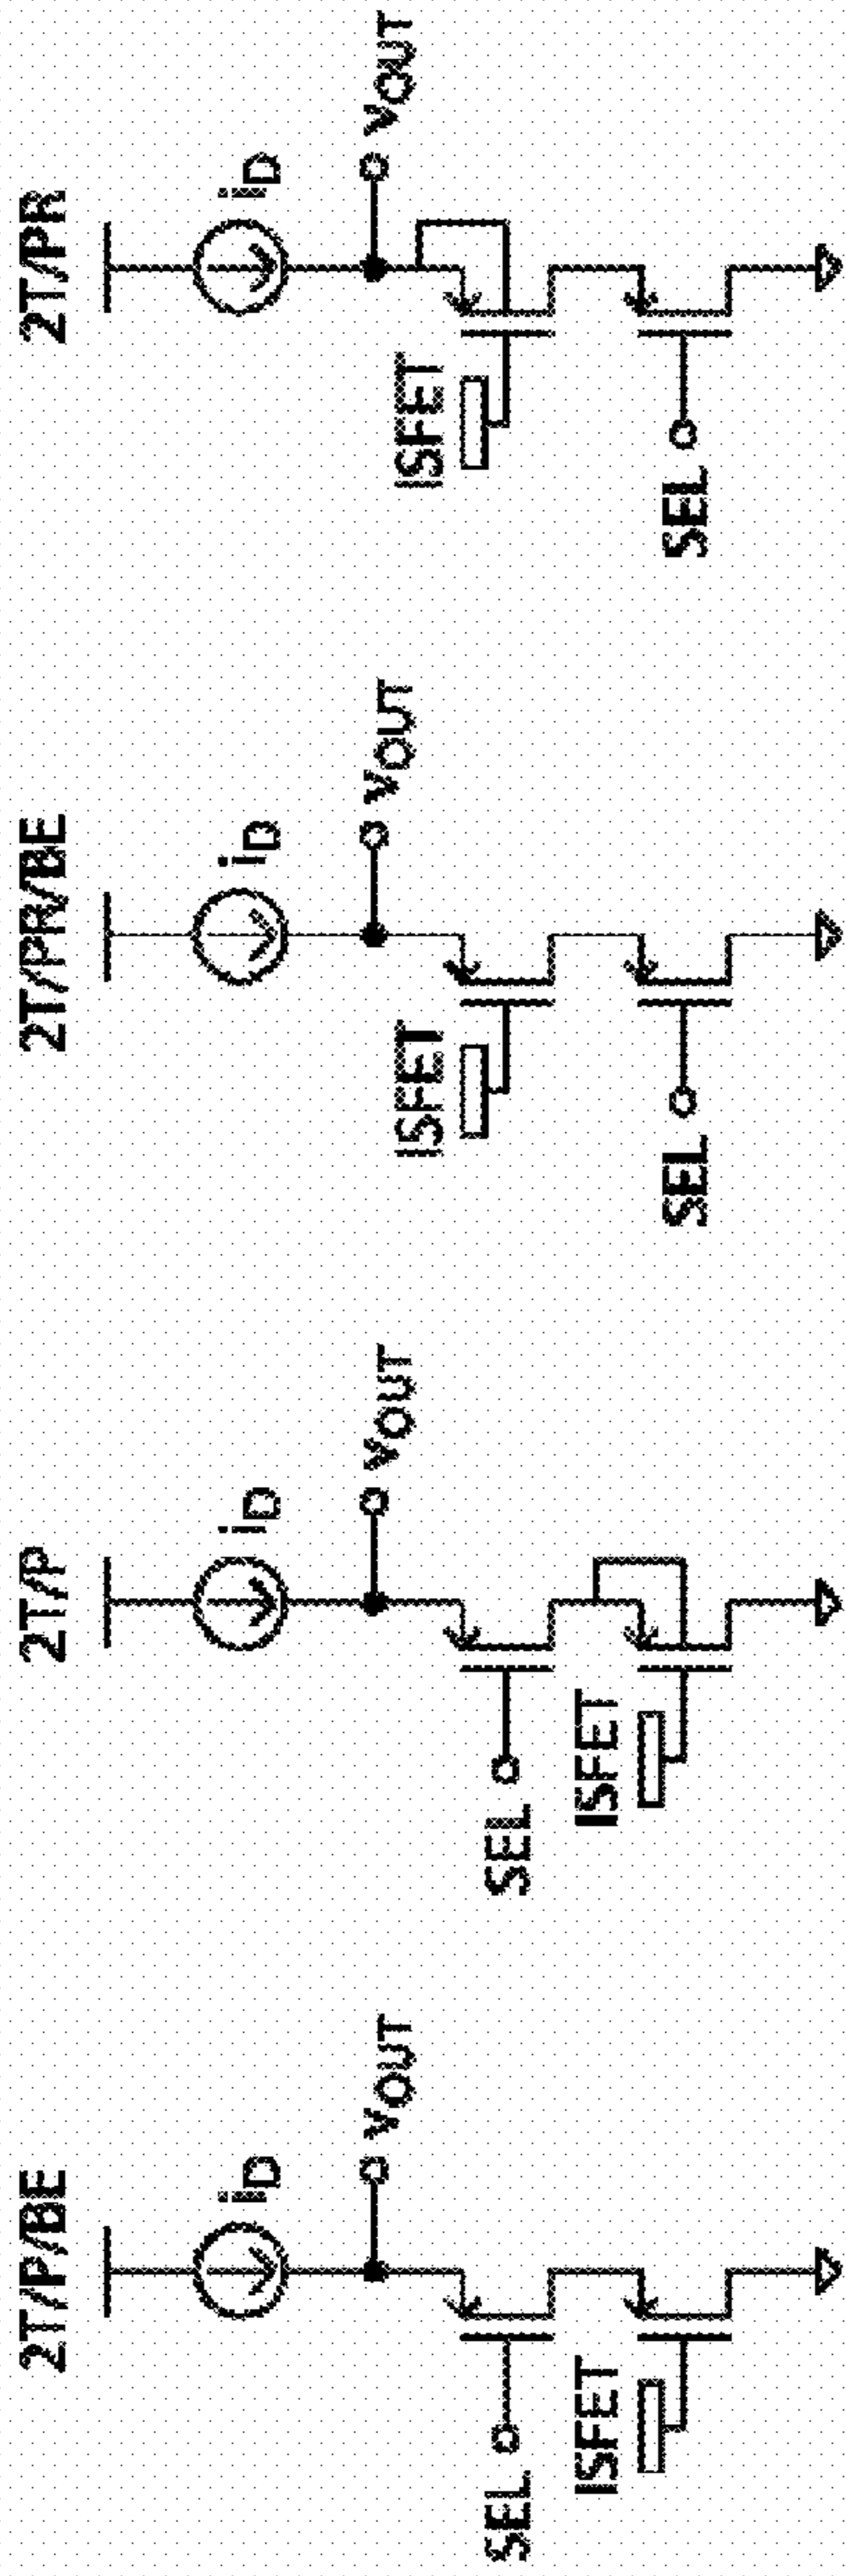 2T/P/BE
iD
VOUT
SEL
ISFET
2T/P
iD
VOUT
SEL
ISFET
2T/PR/BE
iD
VOUT
ISFET
SEL
2T/PR
iD
VOUT
ISFET
SEL